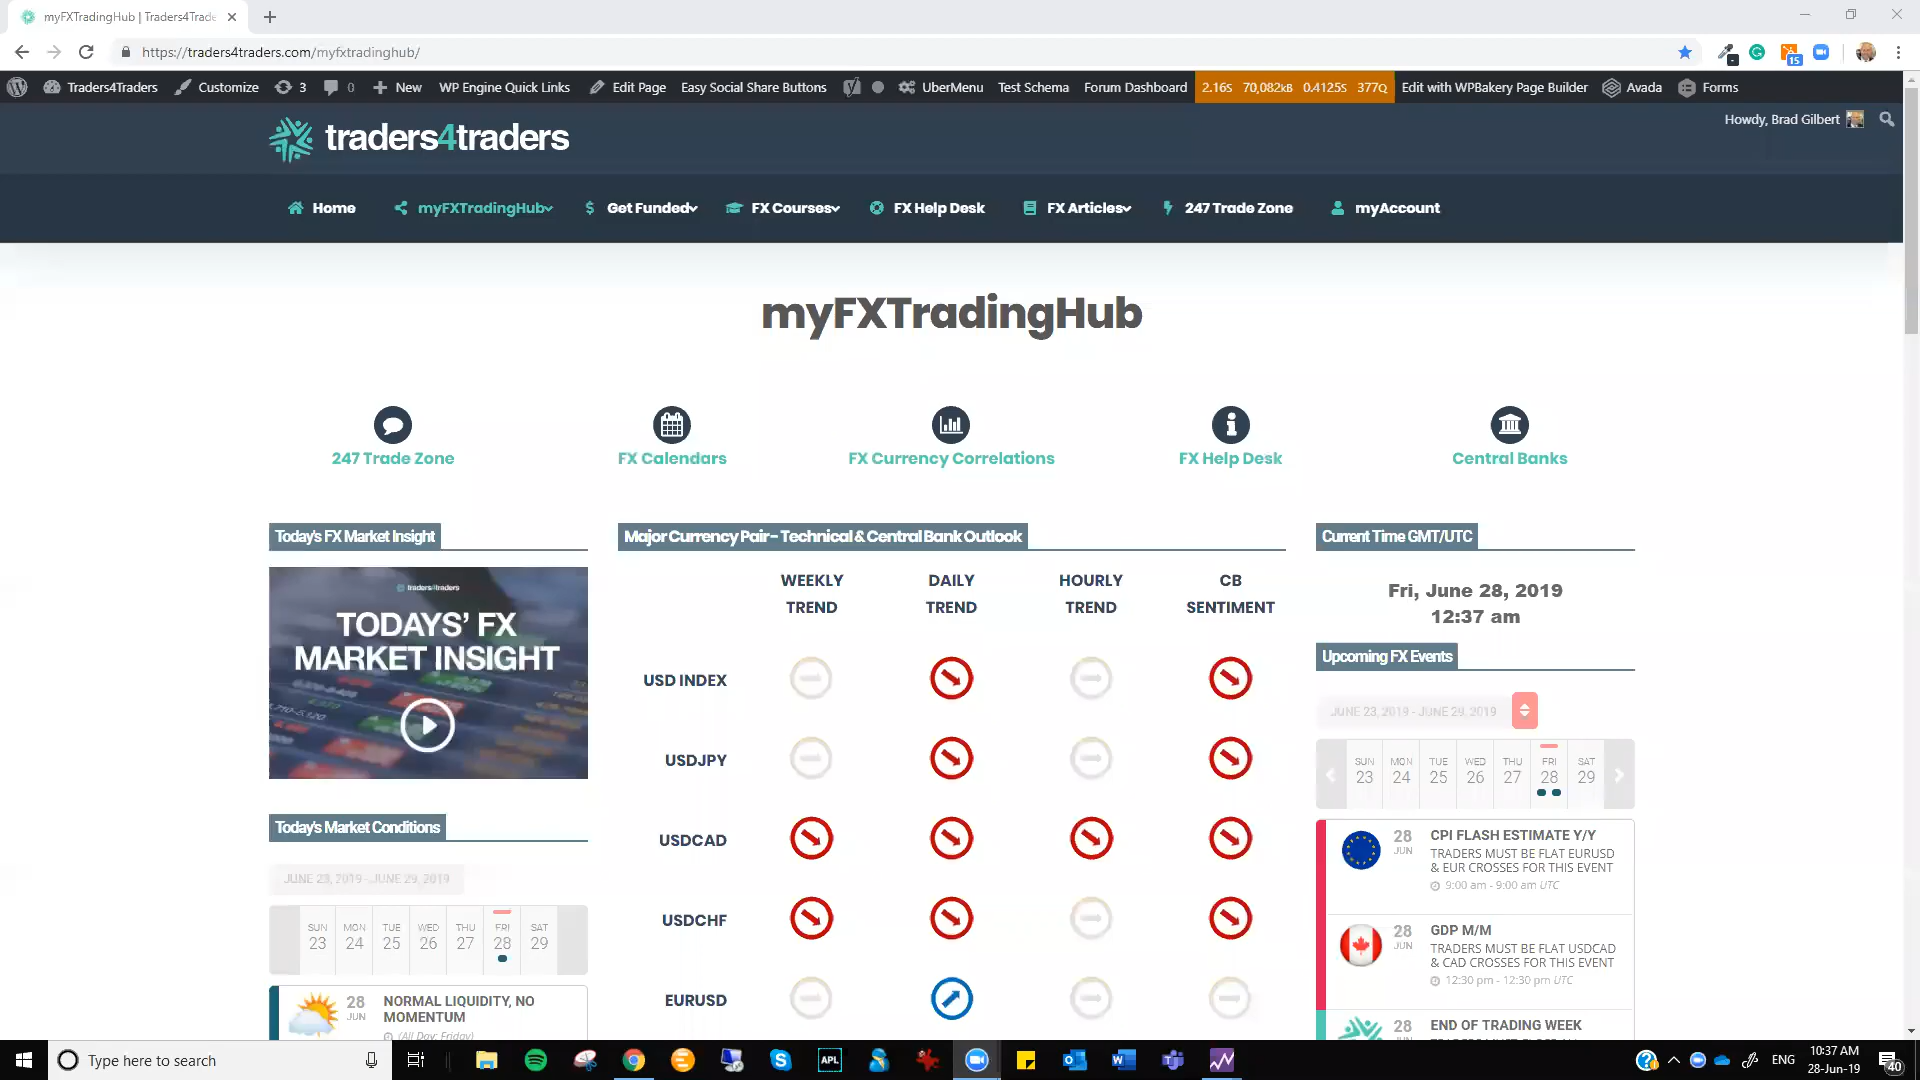 myFXTradingHub | Traders4Trade
https://traders4traders.com/myfxtradinghub/
15
Traders4Traders
Customize
3
0
New
WP Engine Quick Links
Edit Page
Easy Social Share Buttons
UberMenu
Test Schema
Forum Dashboard
2.16S 70,082KB 0.4125S 377Q
Edit with WPBakery Page Builder
Avada
Forms
traders4traders
Howdy, Brad Gilbert
Home
myFXTradingHub
Get Funded
FX Courses
FX Help Desk
FX Articles
247 Trade Zone
myAccount
myFXTradingHub
247 Trade Zone
FX Calendars
FX Currency Correlations
FX Help Desk
Central Banks
Today's FX Market Insight
traders4traders
TODAYS' FX
MARKET INSIGHT
Today's Market Conditions
JUNE 23, 2019 - JUNE 29, 2019
SUN MON TUE WED THU FRI SAT
23 24 25 26 27 28 29
28
JUN
NORMAL LIQUIDITY, NO
MOMENTUM
(All Day: Friday)
Major Currency Pair - Technical & Central Bank Outlook
WEEKLY
TREND
DAILY
TREND
HOURLY
TREND
CB
SENTIMENT
USD INDEX
USDJPY
USDCAD
USDCHF
EURUSD
Current Time GMT/UTC
Fri, June 28, 2019
12:37 am
Upcoming FX Events
JUNE 23, 2019 - JUNE 29, 2019
SUN MON TUE WED THU FRI SAT
23 24 25 26 27 28 29
28
JUN
CPI FLASH ESTIMATE Y/Y
TRADERS MUST BE FLAT EURUSD
& EUR CROSSES FOR THIS EVENT
9:00 am - 9:00 am UTC
28
JUN
GDP M/M
TRADERS MUST BE FLAT USDCAD
& CAD CROSSES FOR THIS EVENT
12:30 pm - 12:30 pm UTC
28
JUN
END OF TRADING WEEK
Type here to search
APL
ENG
10:37 AM
28-Jun-19
40